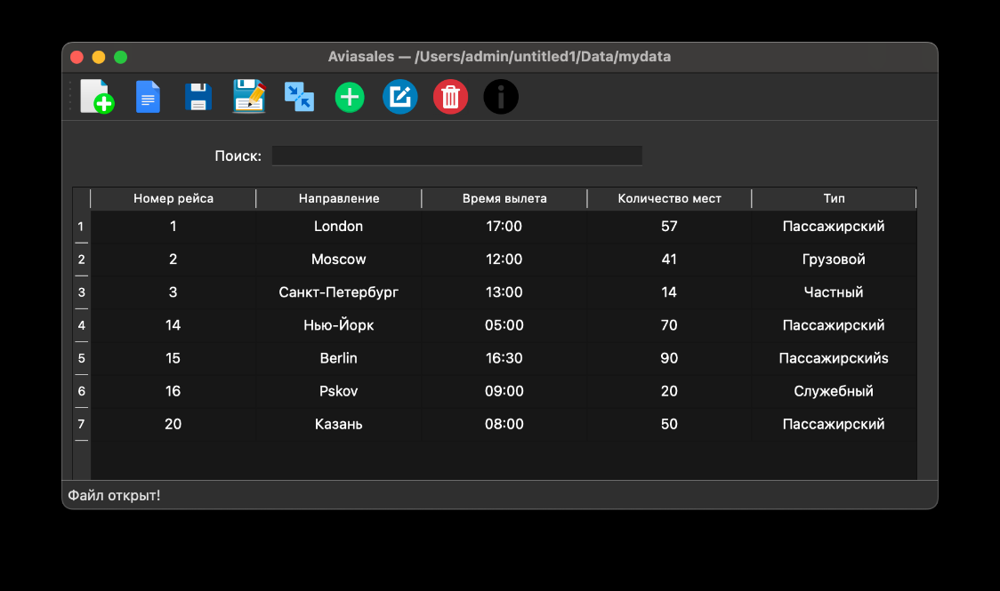 Aviasales — /Users/admin/untitled1/Data/mydata
Поиск:
Номер рейса Направление Время вылета Количество мест Тип
1 1 London 17:00 57 Пассажирский
2 2 Moscow 12:00 41 Грузовой
3 3 Санкт-Петербург 13:00 14 Частный
4 14 Нью-Йорк 05:00 70 Пассажирский
5 15 Berlin 16:30 90 Пассажирскийs
6 16 Pskov 09:00 20 Служебный
7 20 Казань 08:00 50 Пассажирский
Файл открыт!